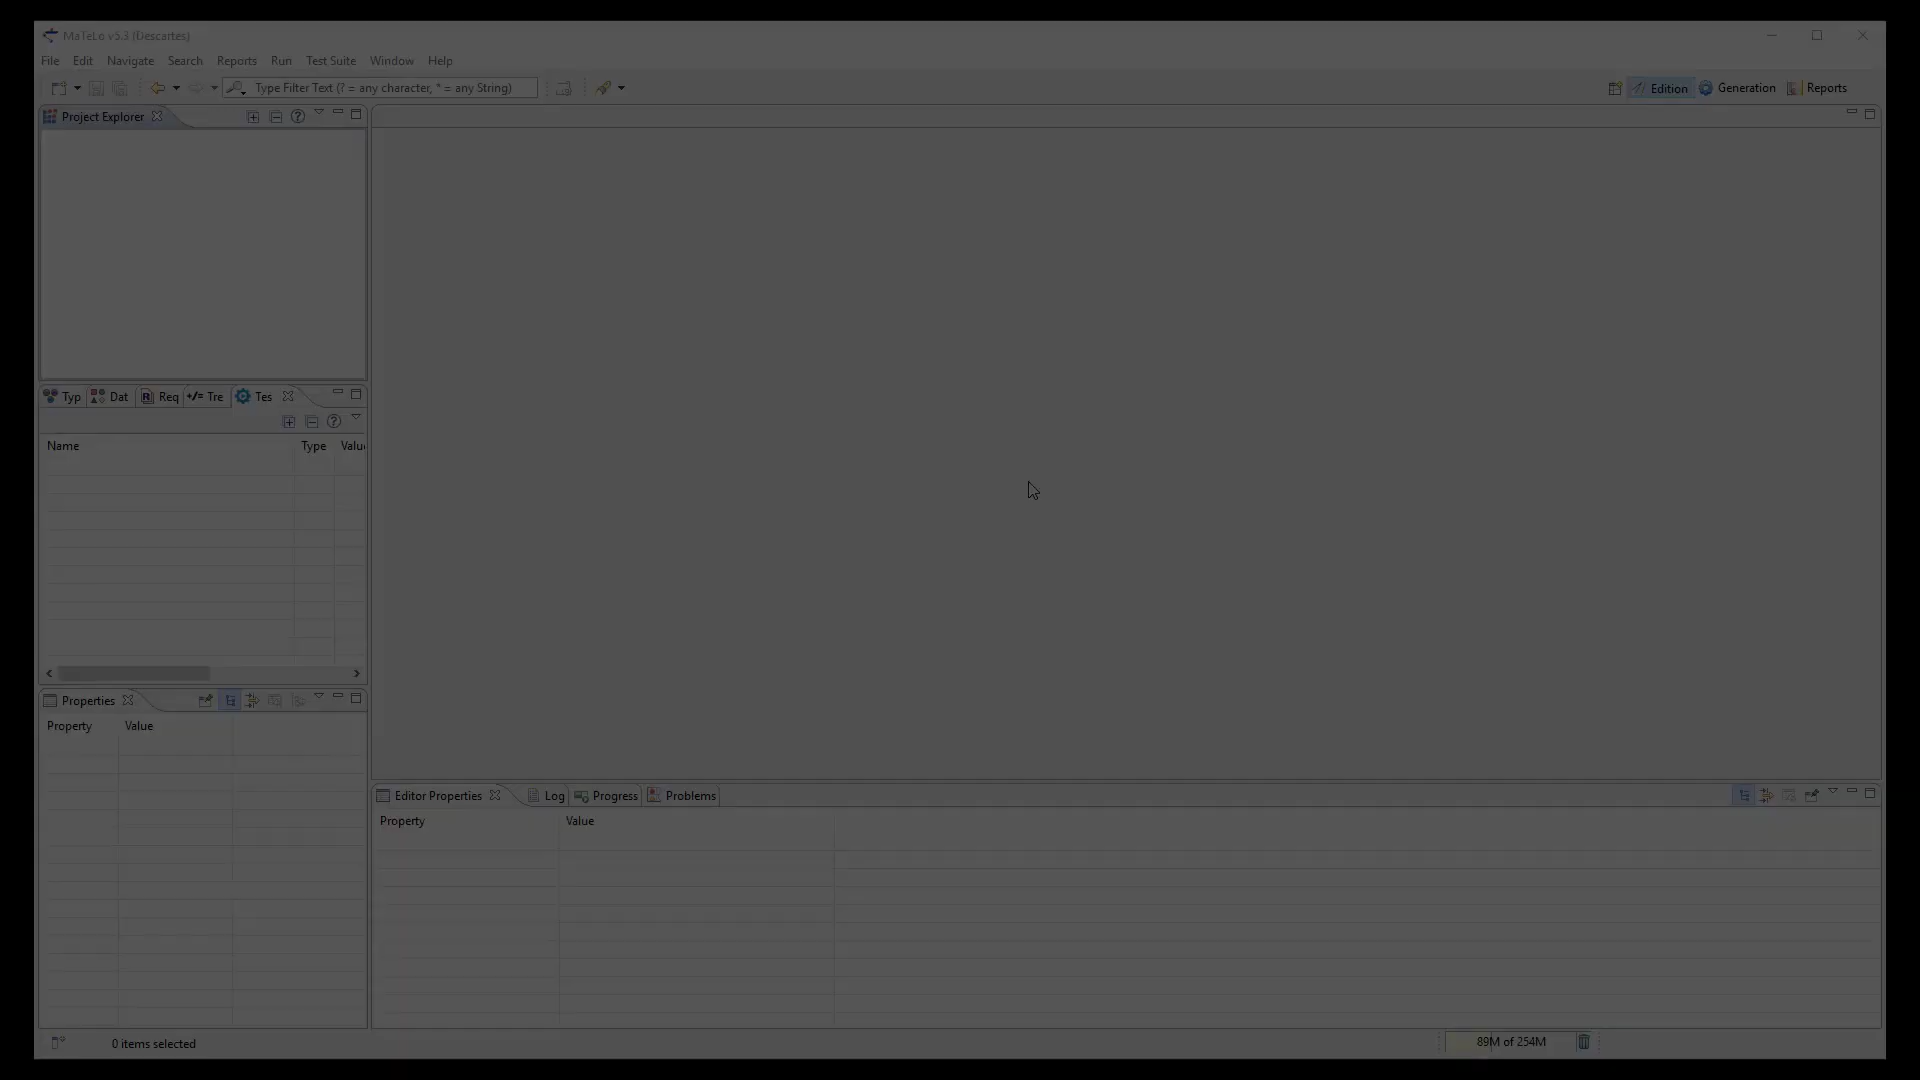 MaTeLo v5.3 (Descartes)
File Edit Navigate Search Reports Run Test Suite Window Help
Type Filter Text (? = any character, * = any String)
Edition Generation Reports
Project Explorer
Typ Dat Req Tre Tes
Name Type Valu
Properties
Property Value
Editor Properties Log Progress Problems
Property Value
0 items selected
89M of 254M